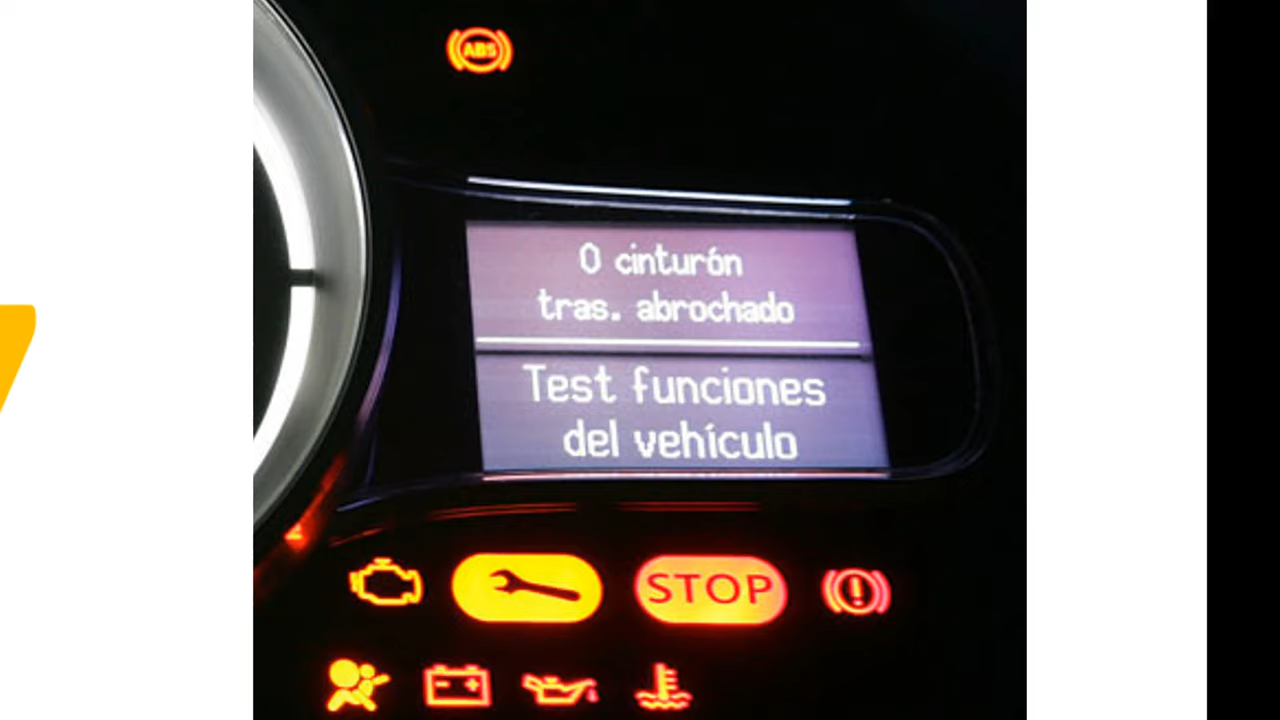 ABS
0 cinturón
tras. abrochado
Test funciones
del vehículo
STOP